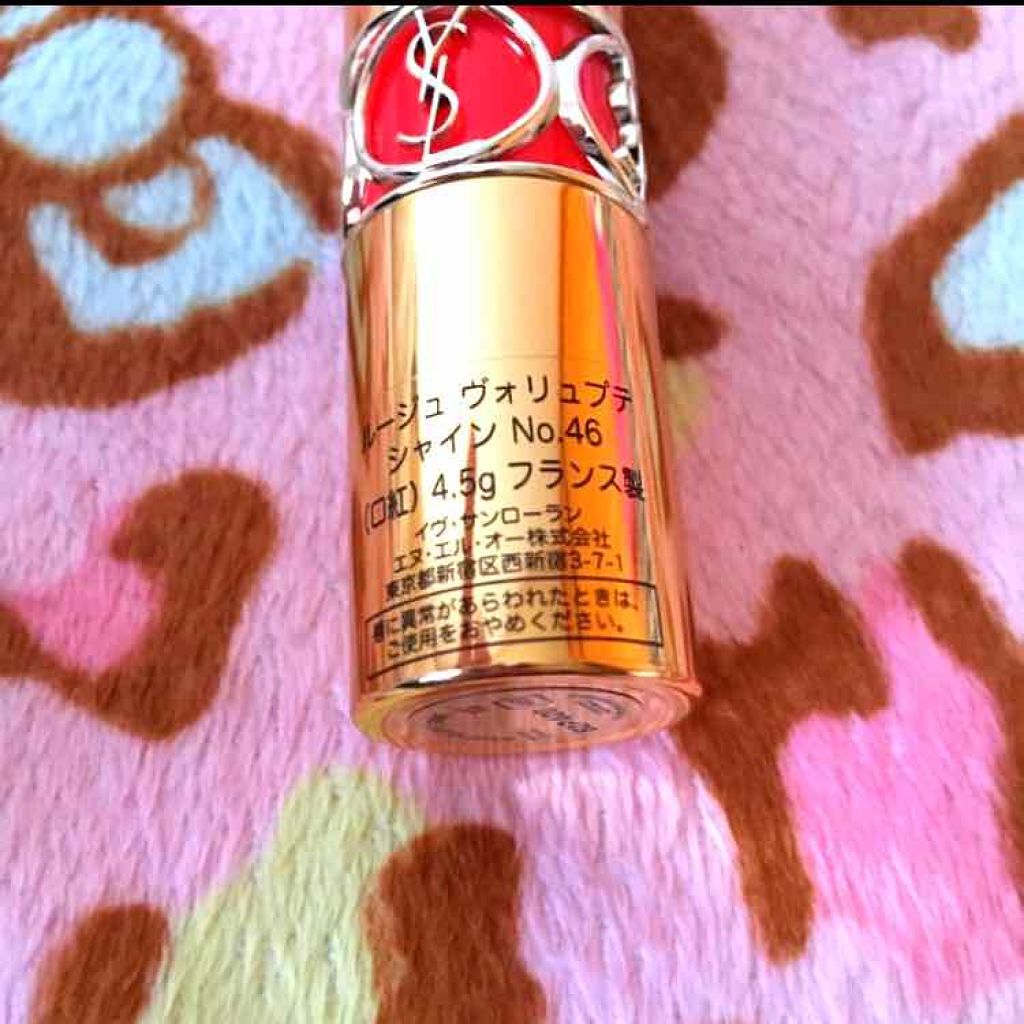 YSL
ルージュ ヴォリュプテ
シャイン No.46
(口紅) 4.5g フランス製
イヴ・サンローラン
エヌ・エル・オー株式会社
東京都新宿区西新宿3-7-1
唇に異常があらわれたときは、
ご使用をおやめください。